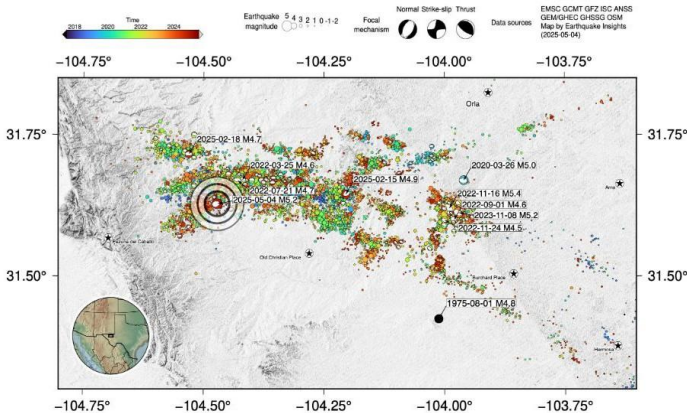 Time
2018 2020 2022 2024
Earthquake
magnitude
5 4 3 2 1 0 -1 -2
Focal
mechanism
Normal Strike-slip Thrust
Data sources
EMSC GCMT GFZ ISC ANSS
GEM/GHEC GHSSG OSM
Map by Earthquake Insights
(2025-05-04)
-104.75 -104.50 -104.25 -104.00 -103.75
Orla
31.75 31.75
2025-02-18 M4.7
2020-03-26 M5.0
2022-03-25 M4.6
2025-02-15 M4.9
2022-07-21 M4.7
2022-11-16 M5.4
2025-05-04 M5.2
2022-09-01 M4.6
2023-11-08 M5.2
2022-11-24 M4.5
Old Christian Place
31.50 31.50
1975-08-01 M4.8
-104.75 -104.50 -104.25 -104.00 -103.75